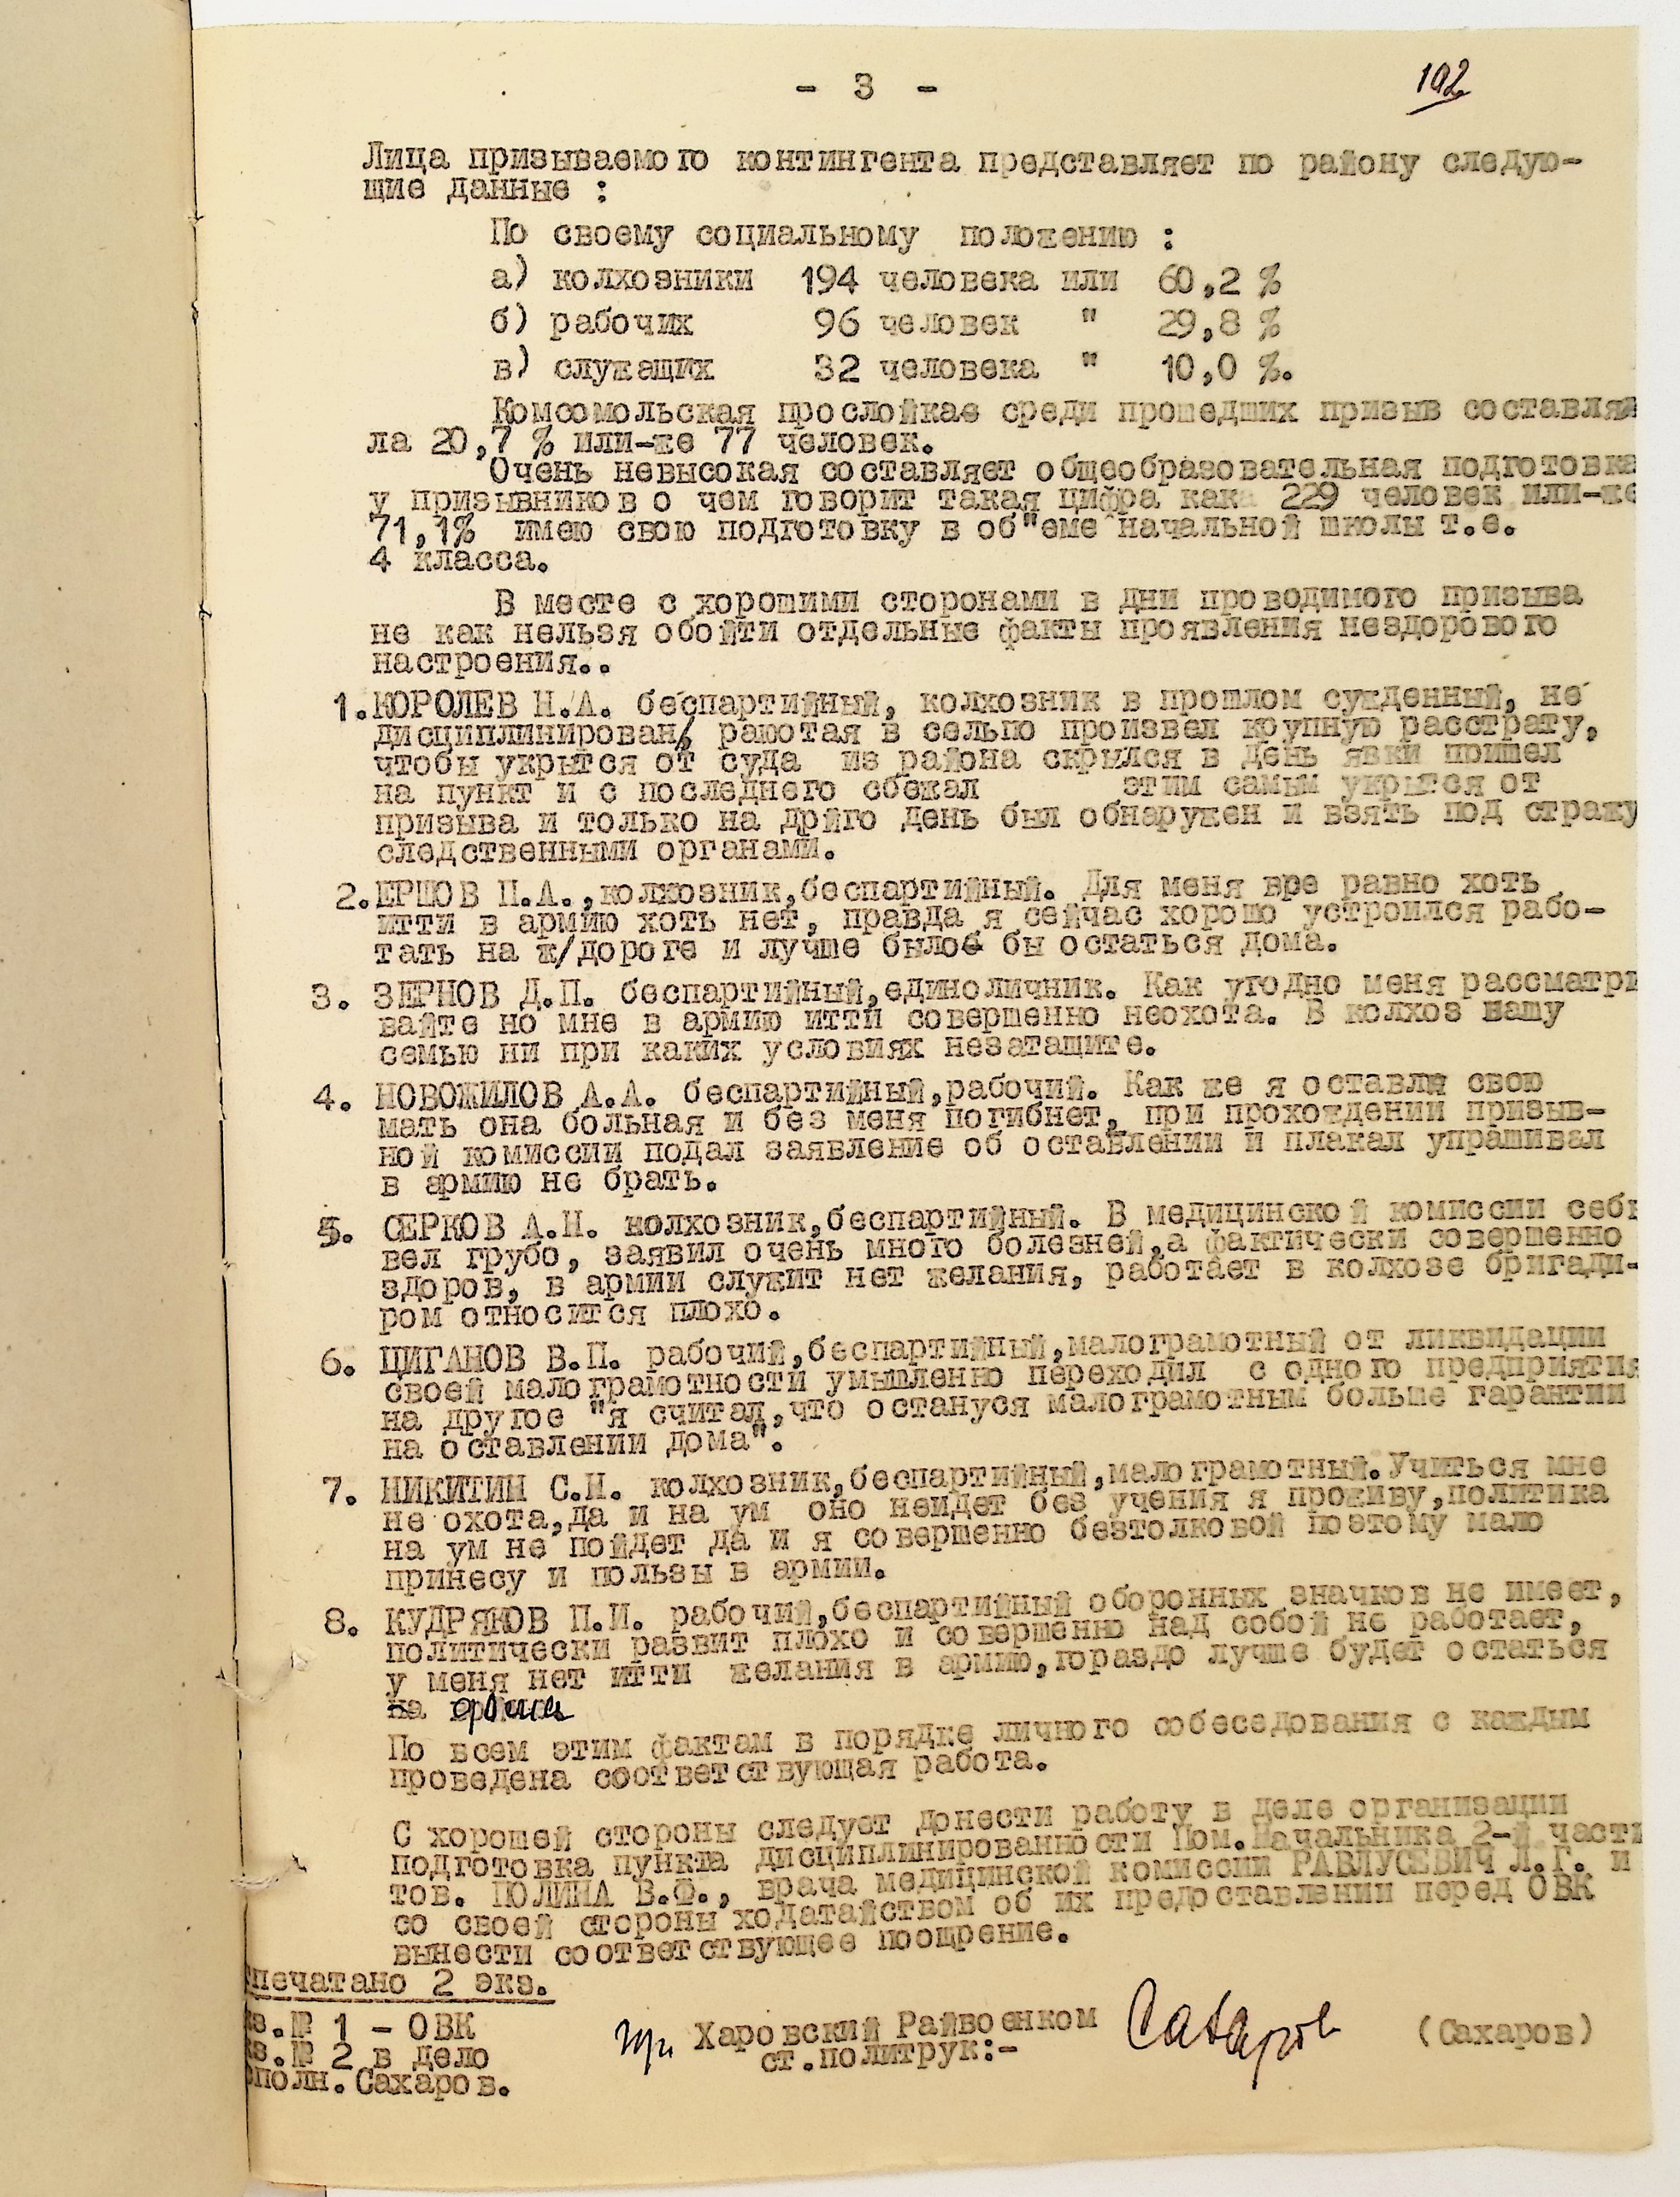 - 3 -
192
Лица призываемого контингента представляет по району следую-
щие данные :
По своему социальному положению :
а) колхозники 194 человека или 60,2 %
б) рабочих 96 человек " 29,8 %
в) служащих 32 человека " 10,0 %.
Комсомольская прослойкае среди прошедших призыв составля
ла 20,7 % или-же 77 человек.
Очень невысокая составляет общеобразовательная подготовка
у призывников о чем говорит такая цифра как 229 человек или-же
71,1% имею свою подготовку в об"еме начальной школы т.е.
4 класса.
В месте с хорошими сторонами в дни проводимого призыва
не как нельзя обойти отдельные факты проявления нездорового
настроения..
1. КОРОЛЕВ Н.А. беспартийный, колхозник в прошлом сужденный, не
дисциплинирован, раютая в сельпо произвел крупную расстрату,
чтобы укрытся от суда из района скрылся в день явки пришел
на пункт и с последнего сбежал этим самым укрытся от
призыва и только на дрйго день был обнаружен и взять под стражу
следственными органами.
2. ЕРШОВ П.А., колхозник, беспартийный. Для меня вре равно хоть
итти в армию хоть нет, правда я сейчас хорошо устроился рабо-
тать на ж/дороге и лучше было бы остаться дома.
3. ЗЕРНОВ Д.П. беспартийный, единоличник. Как угодно меня рассматри
вайте но мне в армию итти совершенно неохота. В колхоз нашу
семью ни при каких условиях незатащите.
4. НОВОЖИЛОВ А.А. беспартийный, рабочий. Как же я оставля свою
мать она больная и без меня погибнет, при прохождении призыв-
ной комиссии подал заявление об оставлении и плакал упрашивал
в армию не брать.
5. СЕРКОВ А.Н. колхозник, беспартийный. В медицинской комиссии себя
вел грубо, заявил очень много болезней, а фактически совершенно
здоров, в армии служит нет желания, работает в колхозе бригади-
ром относится плохо.
6. ЦИГАНОВ В.П. рабочий, беспартийный, малограмотный от ликвидации
своей малограмотности умышленно переходил с одного предприятия
на другое "я считал, что остануся малограмотным больше гарантии
на оставлении дома".
7. НИКИТИН С.Н. колхозник, беспартийный, малограмотный. Учиться мне
не охота, да и на ум оно нейдет без учения я проживу, политика
на ум не пойдет да и я совершенно безтолковой поэтому мало
принесу и пользы в армии.
8. КУДРЯКОВ П.И. рабочий, беспартийный оборонных значков не имеет,
политически развит плохо и совершенно над собой не работает,
у меня нет итти желания в армию, гораздо лучше будет остаться
на
По всем этим фактам в порядке личного собеседования с каждым
проведена соответствующая работа.
С хорошей стороны следует донести работу в деле организации
подготовка пункта дисциплинированности Пом. Начальника 2-й части
тов. ПОЛИНА В.Ф., врача медицинской комиссии РАВЛУСЕВИЧ Л.Г. и
со своей стороны ходатайством об их предоставлении перед ОВК
вынести соответствующее поощрение.
печатано 2 экз.
кз.№ 1 - ОВК
кз.№ 2 в дело
сполн. Сахаров.
Харовский Райвоенком
ст.политрук:-
Сахаров
(Сахаров)